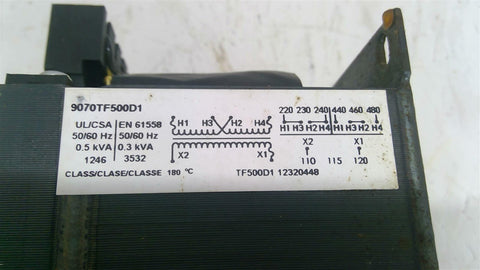 9070TF500D1
UL/CSA EN 61558
50/60 Hz 50/60 Hz
0.5 kVA 0.3 kVA
1246 3532
CLASS/CLASE/CLASSE 180 °C
H1 H3 H2 H4
X2 X1
220 230 240 440 460 480
H1 H3 H2 H4 H1 H3 H2 H4
X2 X1
110 115 120
TF500D1 12320448